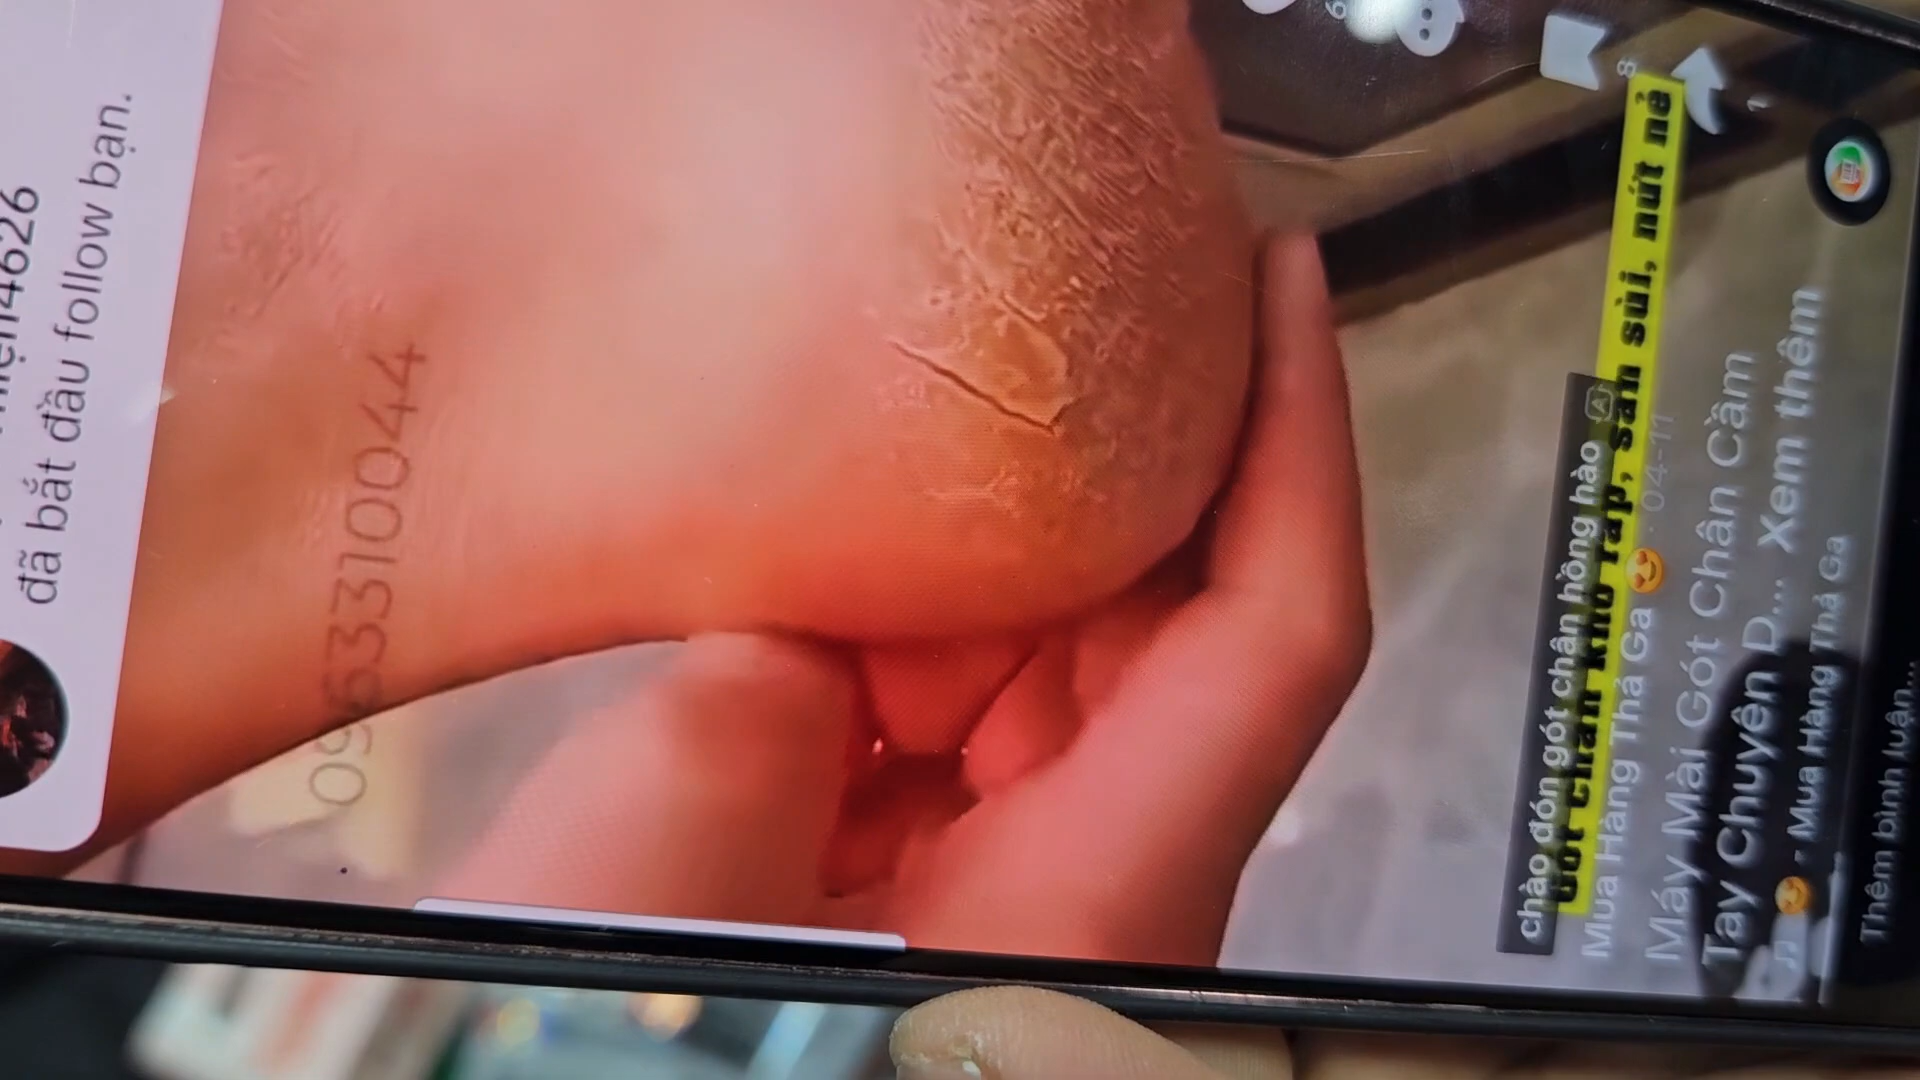 đã bắt đầu follow bạn.
0963310044
8
1
chào đón gót chân hồng hào
Gót chân khô ráp, sần sùi, nứt nẻ
Mua Hàng Thả Ga 😍 · 04-11
Máy Mài Gót Chân Cầm
Tay Chuyên D... Xem thêm
- Mua Hàng Thả Ga
Thêm bình luận...